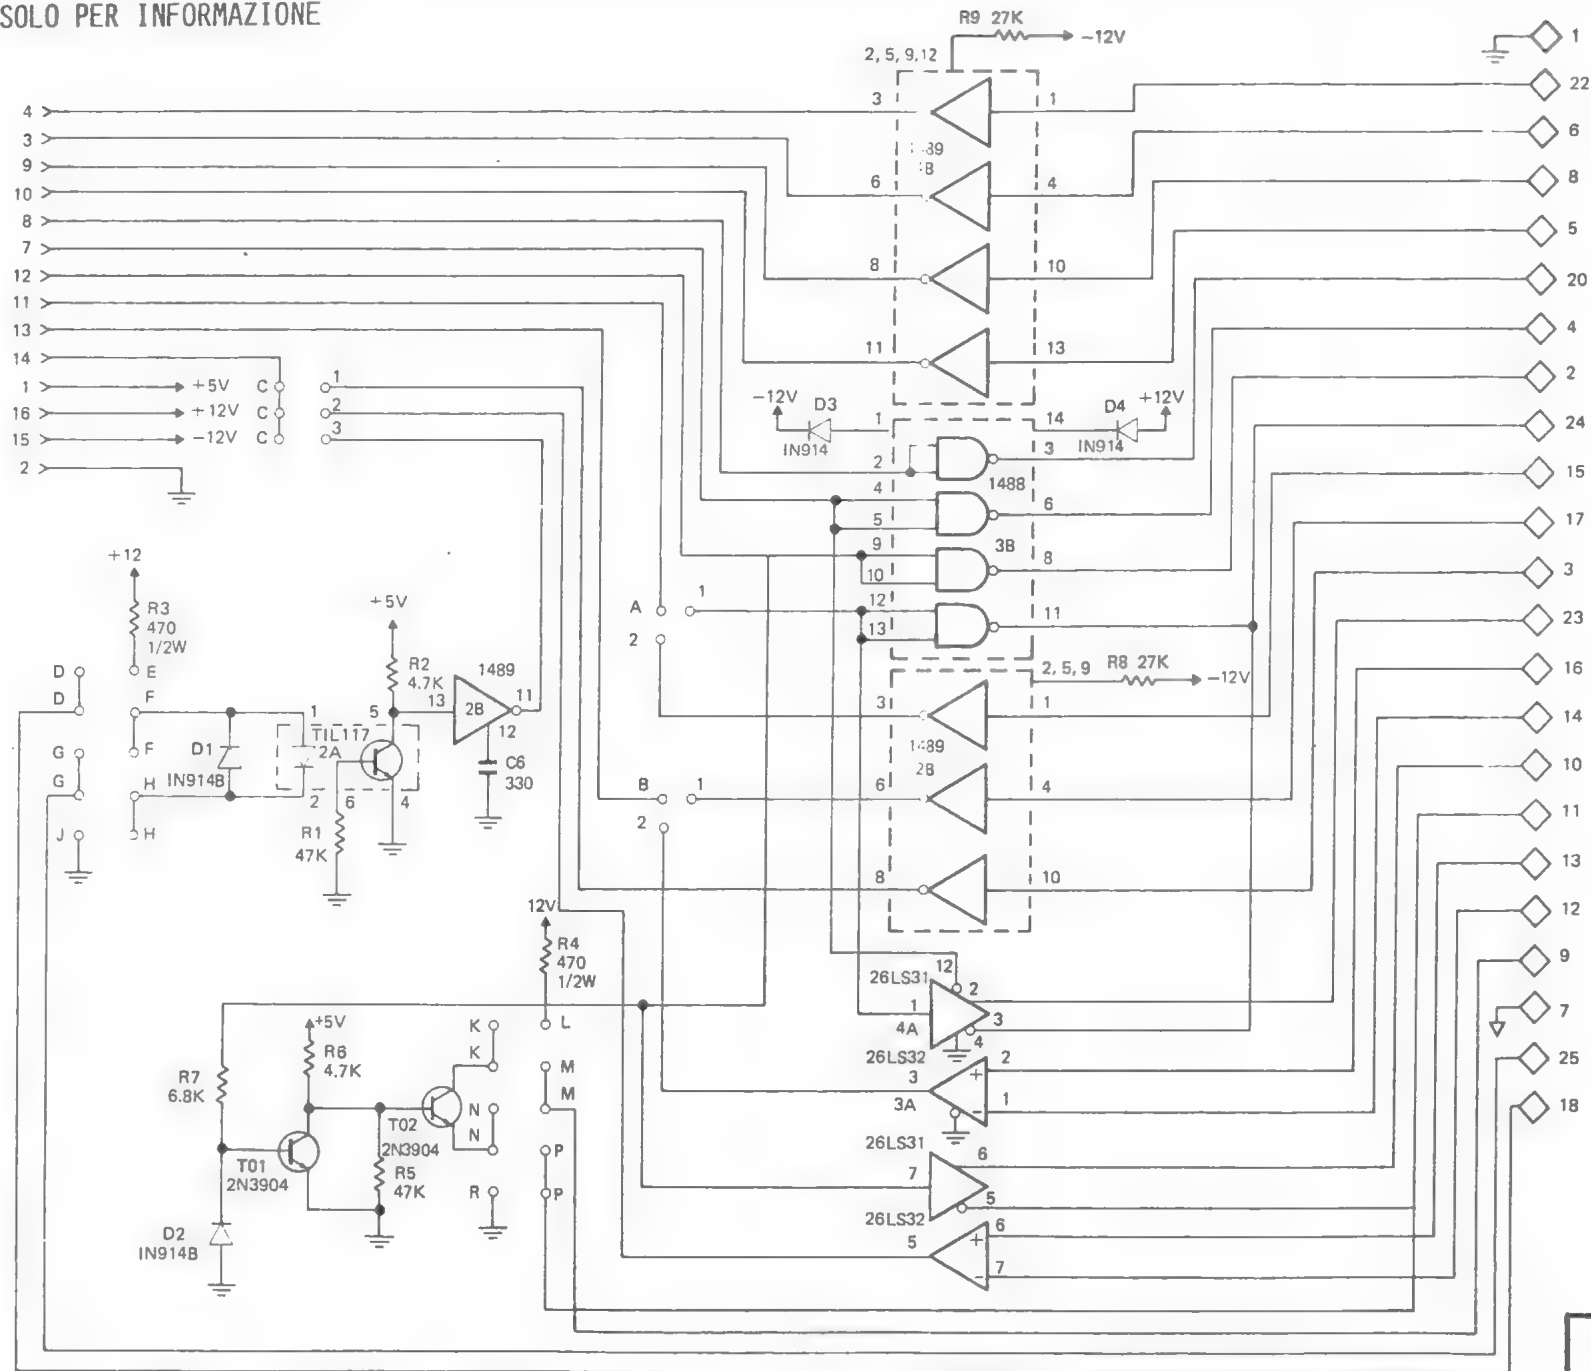 SOLO PER INFORMAZIONE
R9 27K
-12V
2, 5, 9, 12
1
22
6
8
5
20
4
2
24
15
17
3
23
16
14
10
11
13
12
9
7
25
18
4
3
9
10
8
7
12
11
13
14
1
16
15
2
+5V
+12V
-12V
C
C
C
1
2
3
3
1
6
4
8
10
11
13
-12V
D3
IN914
1
14
D4
IN914
+12V
2
3
1488
4
5
6
9
10
3B
8
12
13
11
A
1
2
2, 5, 9
R8 27K
-12V
3
1
1489
2B
6
4
B
1
2
8
10
+12
R3
470
1/2W
D
D
E
F
F
G
G
H
H
J
D1
IN914B
1
TIL117
2A
5
2
6
4
R1
47K
+5V
R2
4.7K
13
1489
2B
11
12
C6
330
12V
R4
470
1/2W
K
K
L
M
M
N
N
P
P
R
+5V
R6
4.7K
R7
6.8K
T01
2N3904
T02
2N3904
R5
47K
D2
IN914B
26LS31
12
2
1
3
4A
4
26LS32
2
3
+
3A
1
-
26LS31
6
7
5
26LS32
6
5
+
7
-